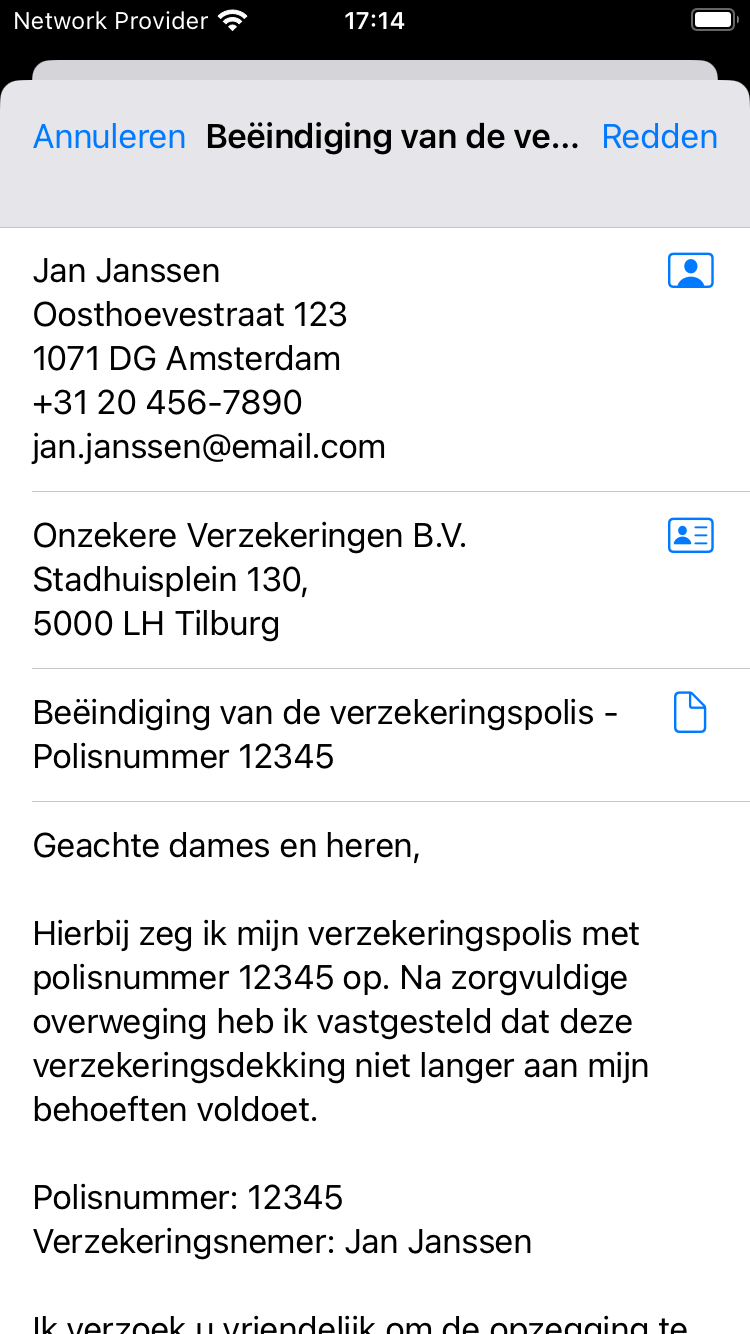 Network Provider 17:14
Annuleren Beëindiging van de ve... Redden
Jan Janssen
Oosthoevestraat 123
1071 DG Amsterdam
+31 20 456-7890
jan.janssen@email.com
Onzekere Verzekeringen B.V.
Stadhuisplein 130,
5000 LH Tilburg
Beëindiging van de verzekeringspolis -
Polisnummer 12345
Geachte dames en heren,
Hierbij zeg ik mijn verzekeringspolis met
polisnummer 12345 op. Na zorgvuldige
overweging heb ik vastgesteld dat deze
verzekeringsdekking niet langer aan mijn
behoeften voldoet.
Polisnummer: 12345
Verzekeringsnemer: Jan Janssen
Ik verzoek u vriendelijk om de opzegging te